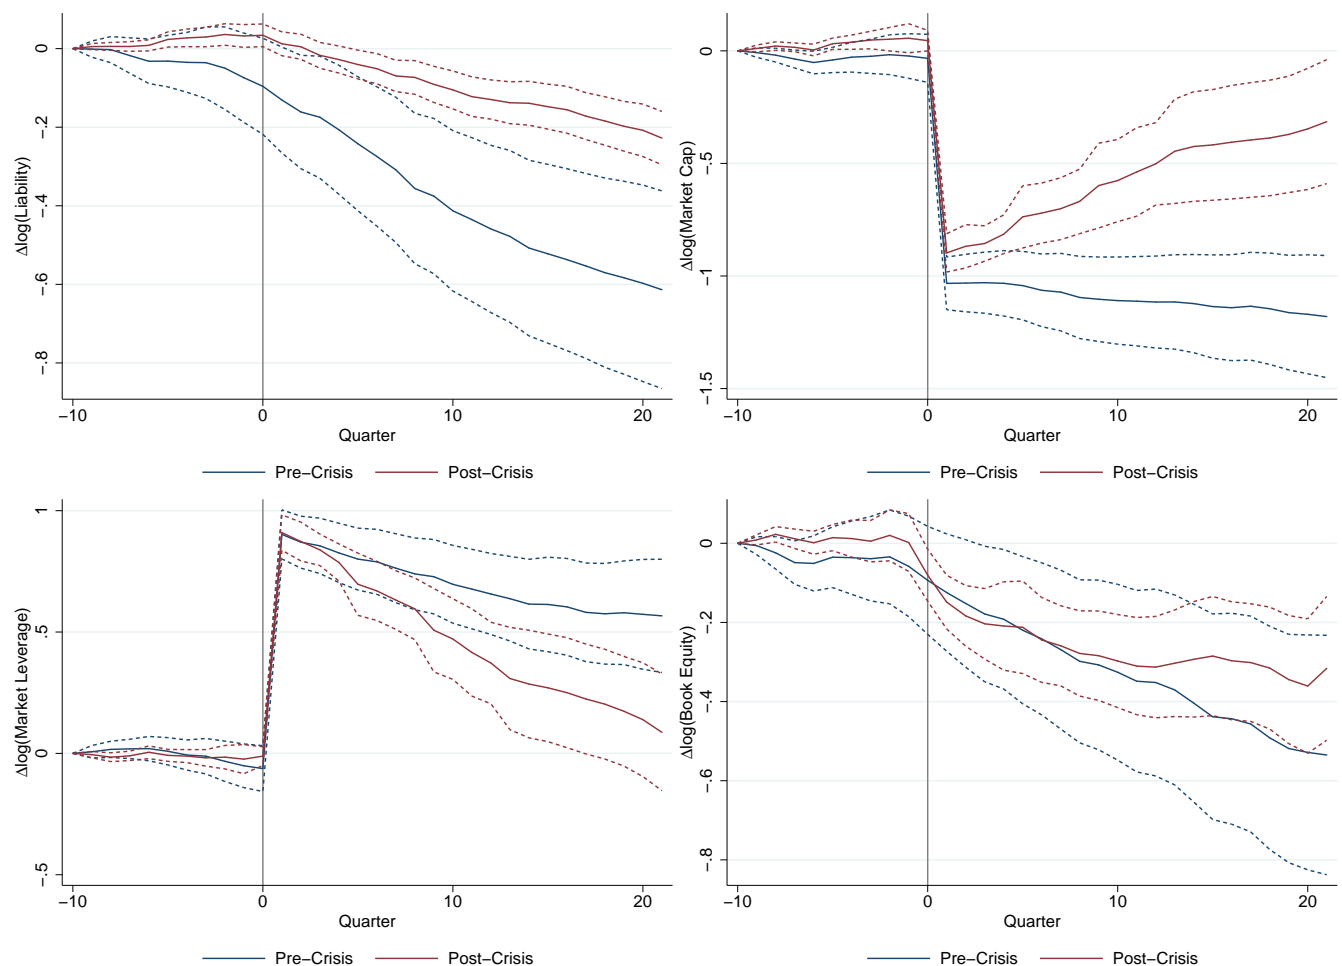 Δlog(Liability)
0
-.2
-.4
-.6
-.8
-10
0
10
20
Quarter
Pre-Crisis
Post-Crisis
Δlog(Market Cap)
0
-.5
-1
-1.5
-10
0
10
20
Quarter
Pre-Crisis
Post-Crisis
Δlog(Market Leverage)
1
.5
0
-.5
-10
0
10
20
Quarter
Pre-Crisis
Post-Crisis
Δlog(Book Equity)
0
-.2
-.4
-.6
-.8
-10
0
10
20
Quarter
Pre-Crisis
Post-Crisis